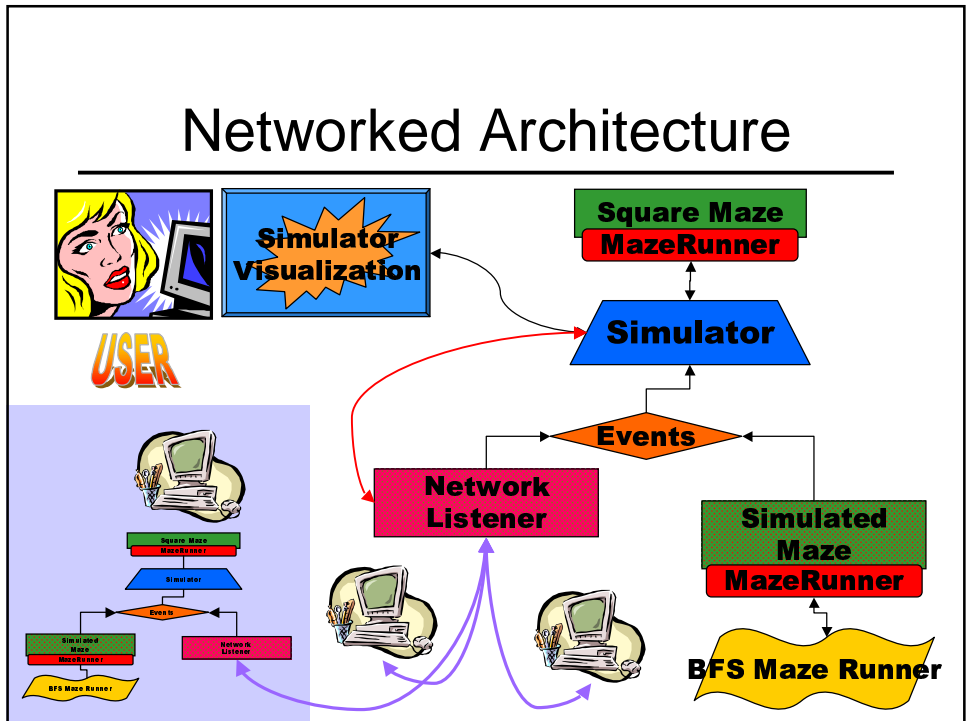 Networked Architecture
Simulator
Visualization
Square Maze
MazeRunner
Simulator
USER
Events
Network
Listener
Simulated
Maze
MazeRunner
BFS Maze Runner
Square Maze
MazeRunner
Simulator
Events
Simulated
Maze
MazeRunner
Network
Listener
BFS Maze Runner